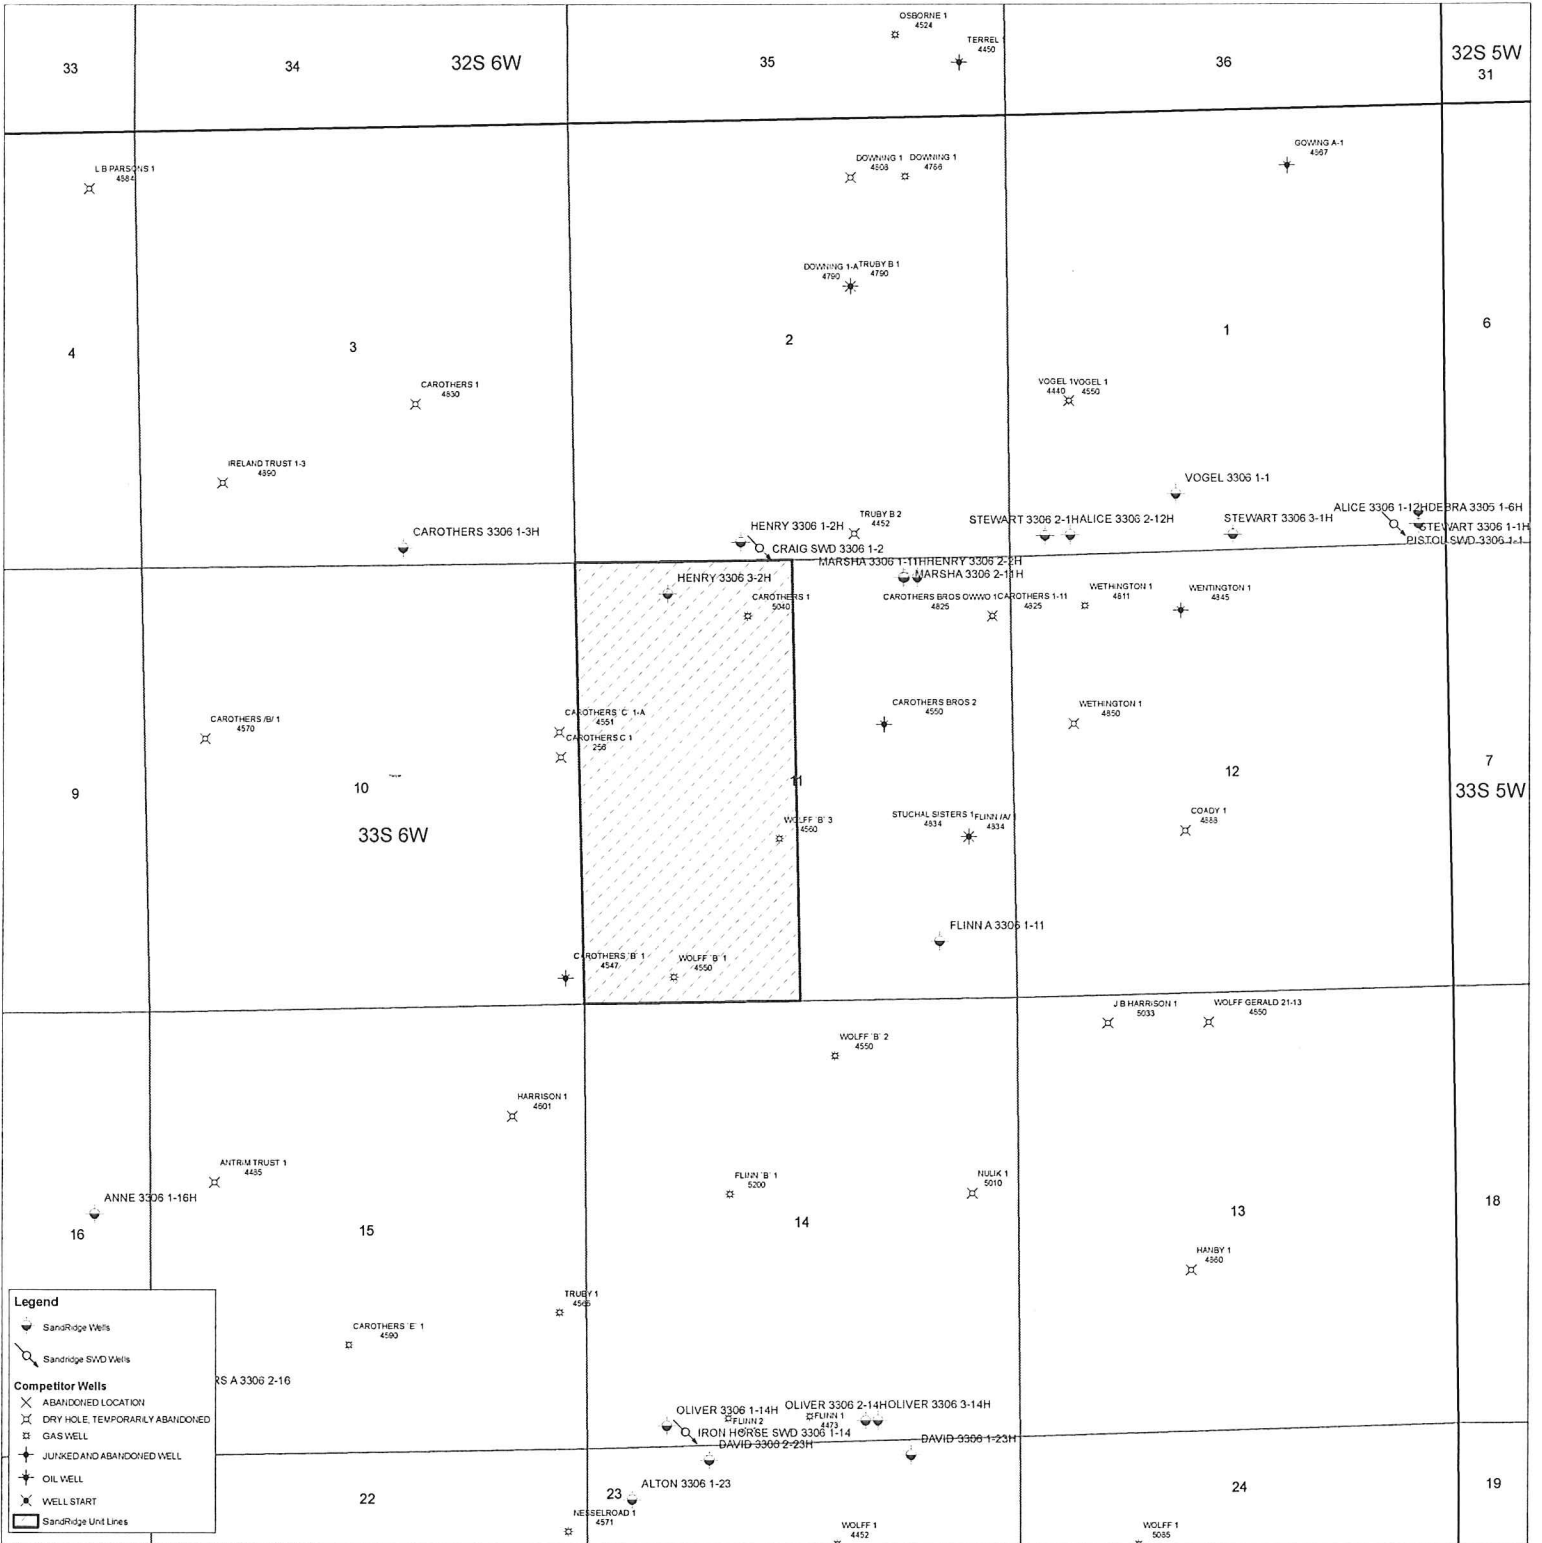 OSBORNE 1
4524
TERREL
4450
33
34
32S 6W
35
36
32S 5W
31
L B PARSONS 1
4584
DOWNING 1
4808
DOWNING 1
4766
GOWING A-1
4567
DOWNING 1-A
4790
TRUBY B 1
4790
4
3
2
1
6
CAROTHERS 1
4830
VOGEL 1
4440
VOGEL 1
4550
IRELAND TRUST 1-3
4890
VOGEL 3306 1-1
CAROTHERS 3306 1-3H
HENRY 3306 1-2H
TRUBY B 2
4452
STEWART 3306 2-1H
ALICE 3306 2-12H
STEWART 3306 3-1H
ALICE 3306 1-12H
DEBRA 3305 1-6H
STEWART 3306 1-1H
PISTOL SWD 3306 1-1
CRAIG SWD 3306 1-2
MARSHA 3306 1-11H
HENRY 3306 2-2H
MARSHA 3306 2-11H
HENRY 3306 3-2H
CAROTHERS 1
5040
CAROTHERS BROS OWWO 1
4825
CAROTHERS 1-11
4825
WETHINGTON 1
4811
WENTINGTON 1
4845
CAROTHERS /B/ 1
4570
CAROTHERS 'C' 1-A
4551
CAROTHERS C 1
256
CAROTHERS BROS 2
4550
WETHINGTON 1
4850
9
10
11
12
7
33S 5W
33S 6W
WOLFF 'B' 3
4560
STUCHAL SISTERS 1
4834
FLINN /A/ 1
4834
COADY 1
4888
FLINN A 3306 1-11
CAROTHERS 'B' 1
4547
WOLFF 'B' 1
4550
J B HARRISON 1
5033
WOLFF GERALD 21-13
4650
WOLFF 'B' 2
4550
HARRISON 1
4601
ANTRIM TRUST 1
4485
FLINN 'B' 1
5200
NULIK 1
5010
ANNE 3306 1-16H
16
15
14
13
18
HANBY 1
4860
TRUBY 1
4565
CAROTHERS 'E' 1
4590
RS A 3306 2-16
OLIVER 3306 1-14H
FLINN 2
FLINN 1
4473
OLIVER 3306 2-14H
OLIVER 3306 3-14H
IRON HORSE SWD 3306 1-14
DAVID 3306 2-23H
DAVID 3306 1-23H
ALTON 3306 1-23
22
23
24
19
NESSELROAD 1
4571
WOLFF 1
4452
WOLFF 1
5085
Legend
SandRidge Wells
Sandridge SWD Wells
Competitor Wells
ABANDONED LOCATION
DRY HOLE, TEMPORARILY ABANDONED
GAS WELL
JUNKED AND ABANDONED WELL
OIL WELL
WELL START
SandRidge Unit Lines